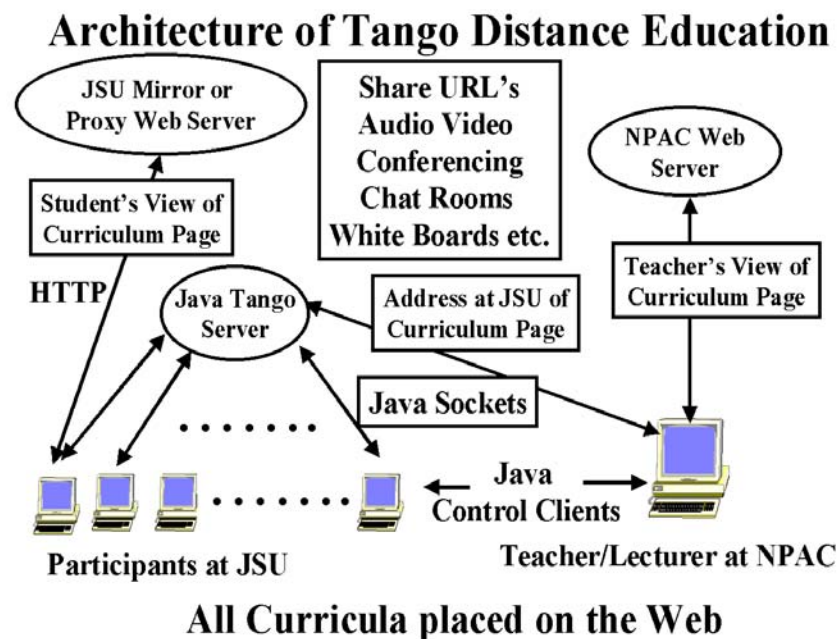 Architecture of Tango Distance Education
JSU Mirror or
Proxy Web Server
Share URL's
Audio Video
Conferencing
Chat Rooms
White Boards etc.
NPAC Web
Server
Student's View of
Curriculum Page
Teacher's View of
Curriculum Page
HTTP
Java Tango
Server
Address at JSU of
Curriculum Page
Java Sockets
Java
Control Clients
Participants at JSU
Teacher/Lecturer at NPAC
All Curricula placed on the Web